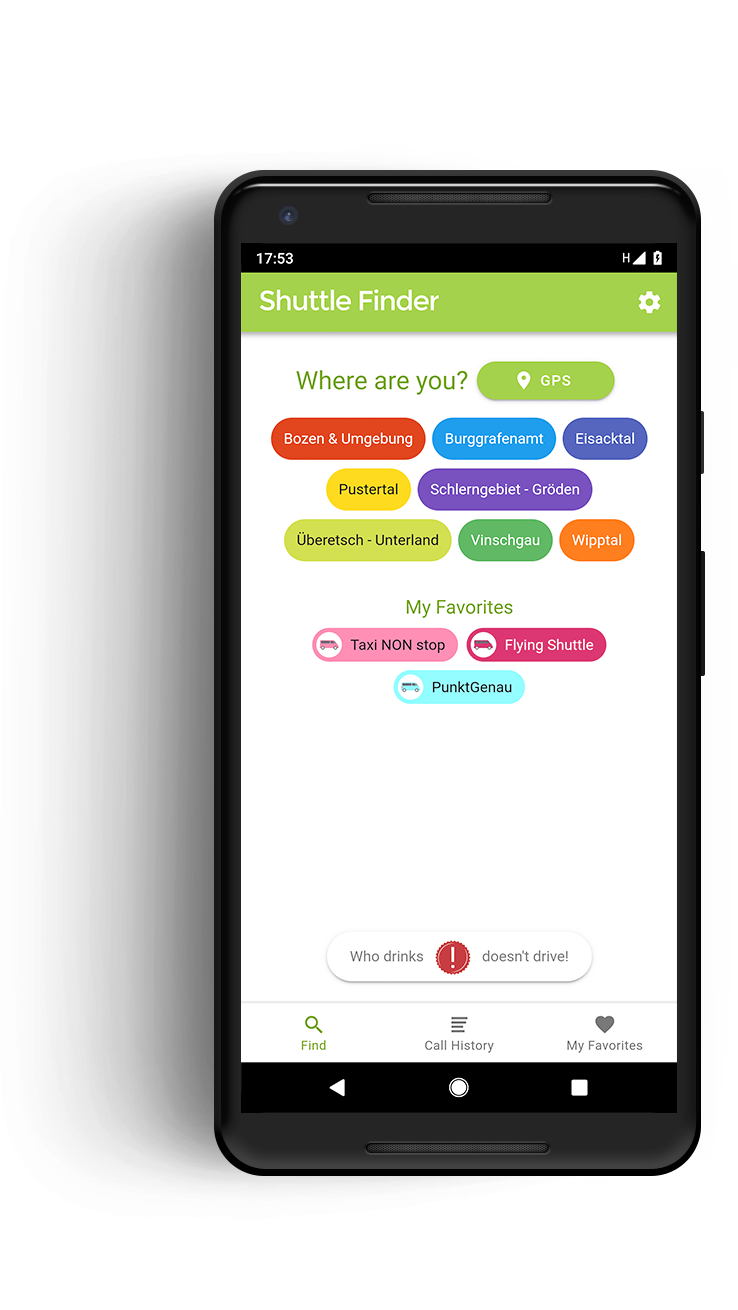 17:53 H
Shuttle Finder
Where are you? GPS
Bozen & Umgebung Burggrafenamt Eisacktal
Pustertal Schlerngebiet - Gröden
Überetsch - Unterland Vinschgau Wipptal
My Favorites
Taxi NON stop Flying Shuttle
PunktGenau
Who drinks ! doesn't drive!
Find Call History My Favorites